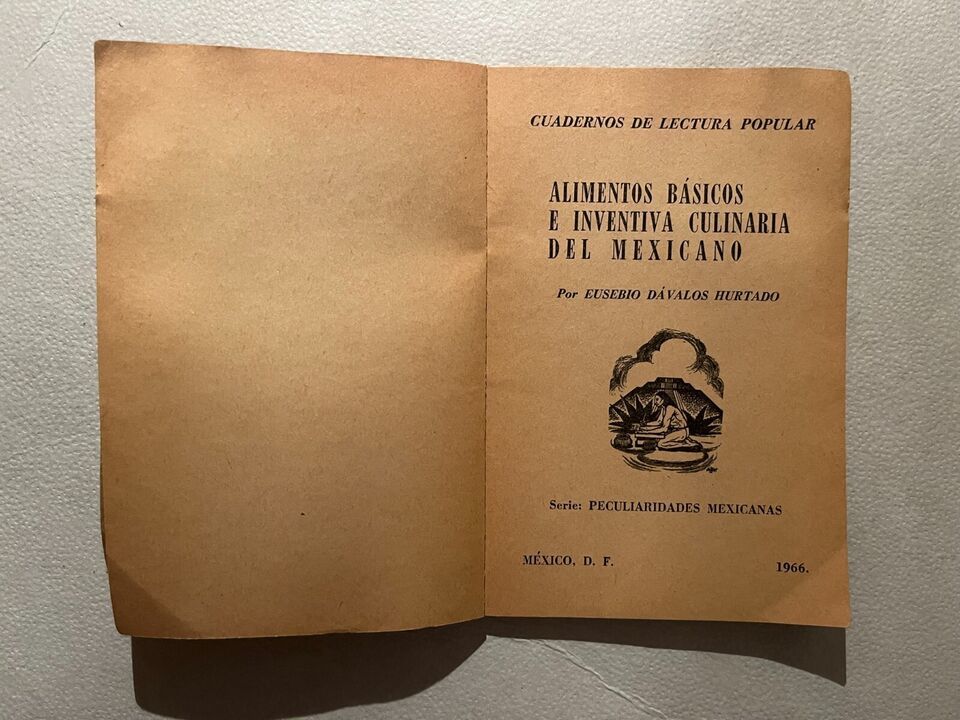 CUADERNOS DE LECTURA POPULAR
ALIMENTOS BÁSICOS
E INVENTIVA CULINARIA
DEL MEXICANO
Por EUSEBIO DÁVALOS HURTADO
Serie: PECULIARIDADES MEXICANAS
MÉXICO, D. F. 1966.